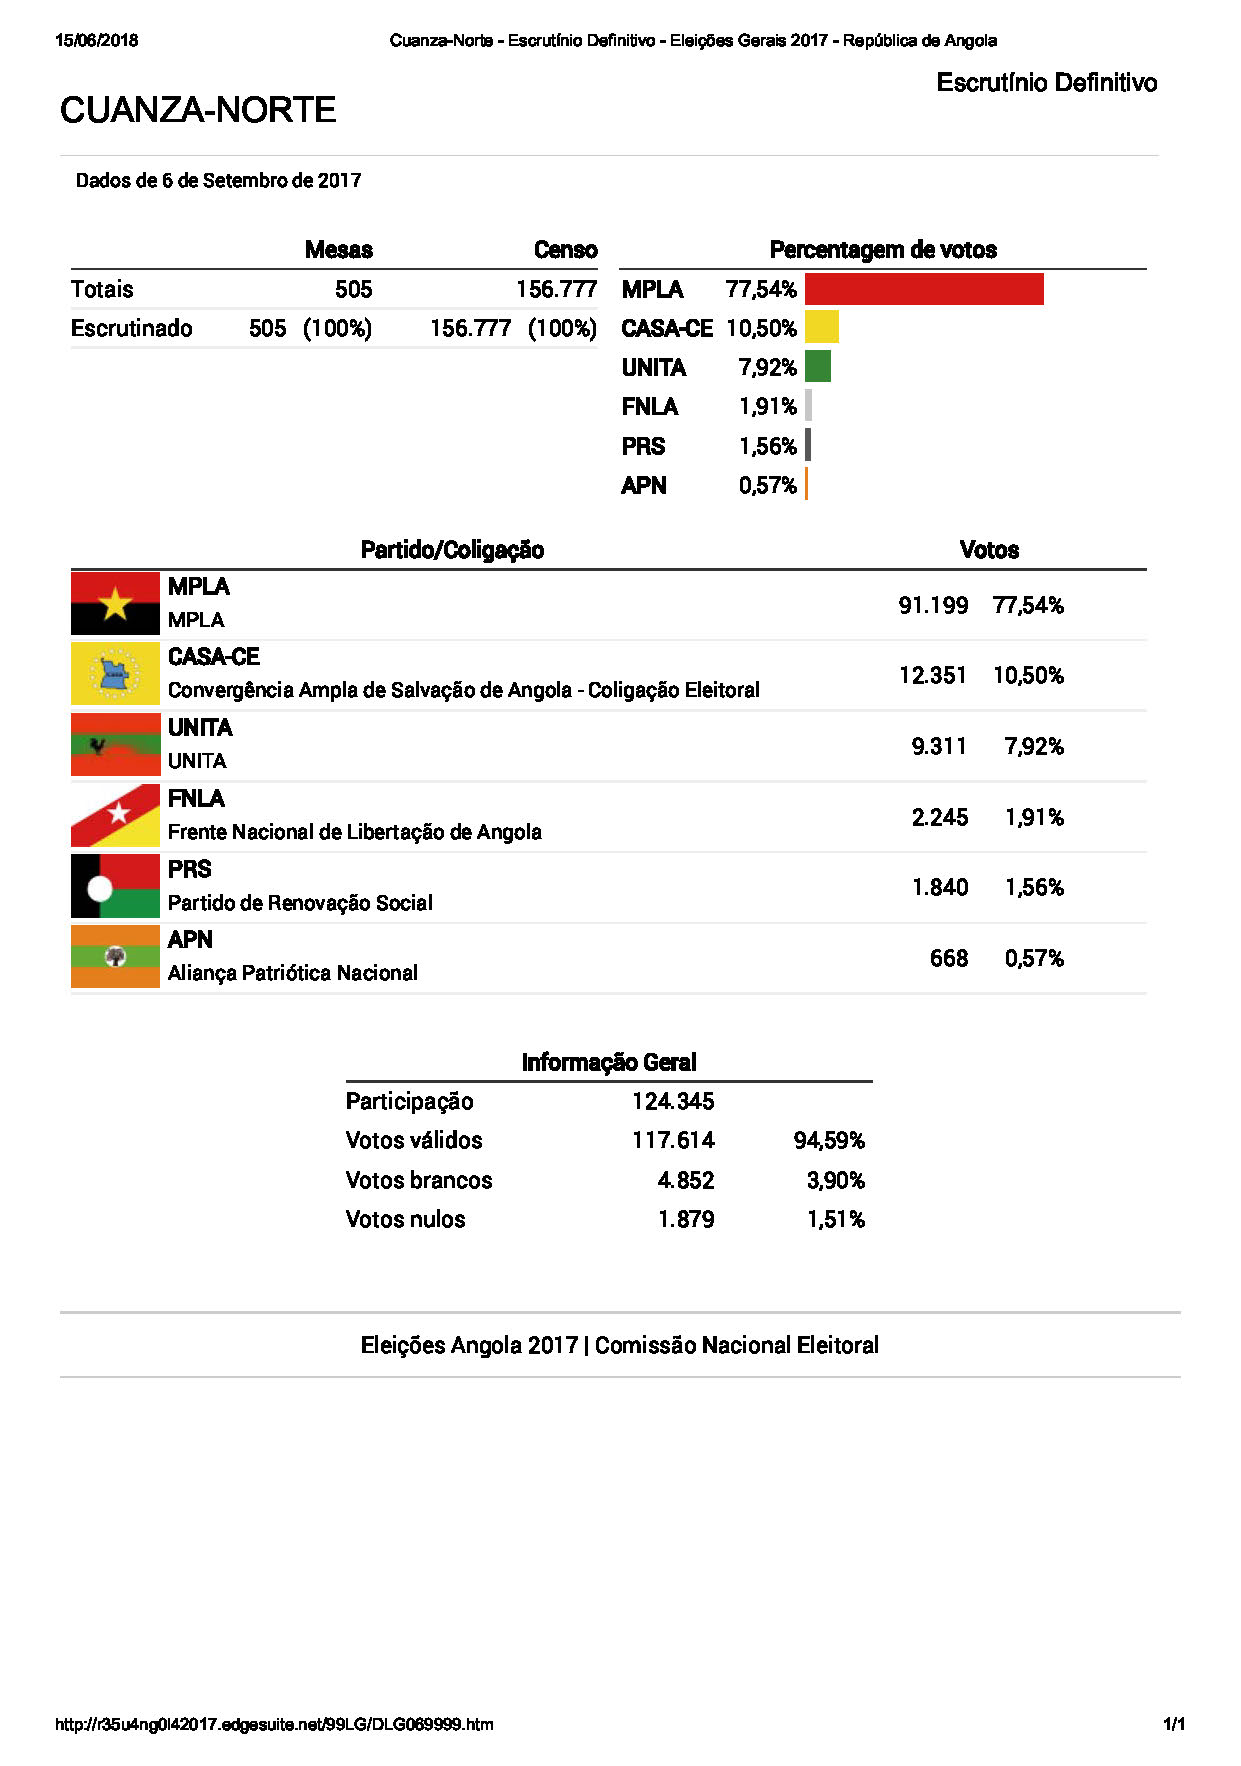 15/06/2018 Cuanza-Norte - Escrutínio Definitivo - Eleições Gerais 2017 - República de Angola
Escrutínio Definitivo
CUANZA-NORTE
Dados de 6 de Setembro de 2017
Mesas Censo Percentagem de votos
Totais 505 156.777 MPLA 77,54%
Escrutinado 505 (100%) 156.777 (100%) CASA-CE 10,50%
UNITA 7,92%
FNLA 1,91%
PRS 1,56%
APN 0,57%
Partido/Coligação Votos
MPLA
MPLA 91.199 77,54%
CASA-CE
Convergência Ampla de Salvação de Angola - Coligação Eleitoral 12.351 10,50%
UNITA
UNITA 9.311 7,92%
FNLA
Frente Nacional de Libertação de Angola 2.245 1,91%
PRS
Partido de Renovação Social 1.840 1,56%
APN
Aliança Patriótica Nacional 668 0,57%
Informação Geral
Participação 124.345
Votos válidos 117.614 94,59%
Votos brancos 4.852 3,90%
Votos nulos 1.879 1,51%
Eleições Angola 2017 | Comissão Nacional Eleitoral
http://r35u4ng0l42017.edgesuite.net/99LG/DLG069999.htm 1/1